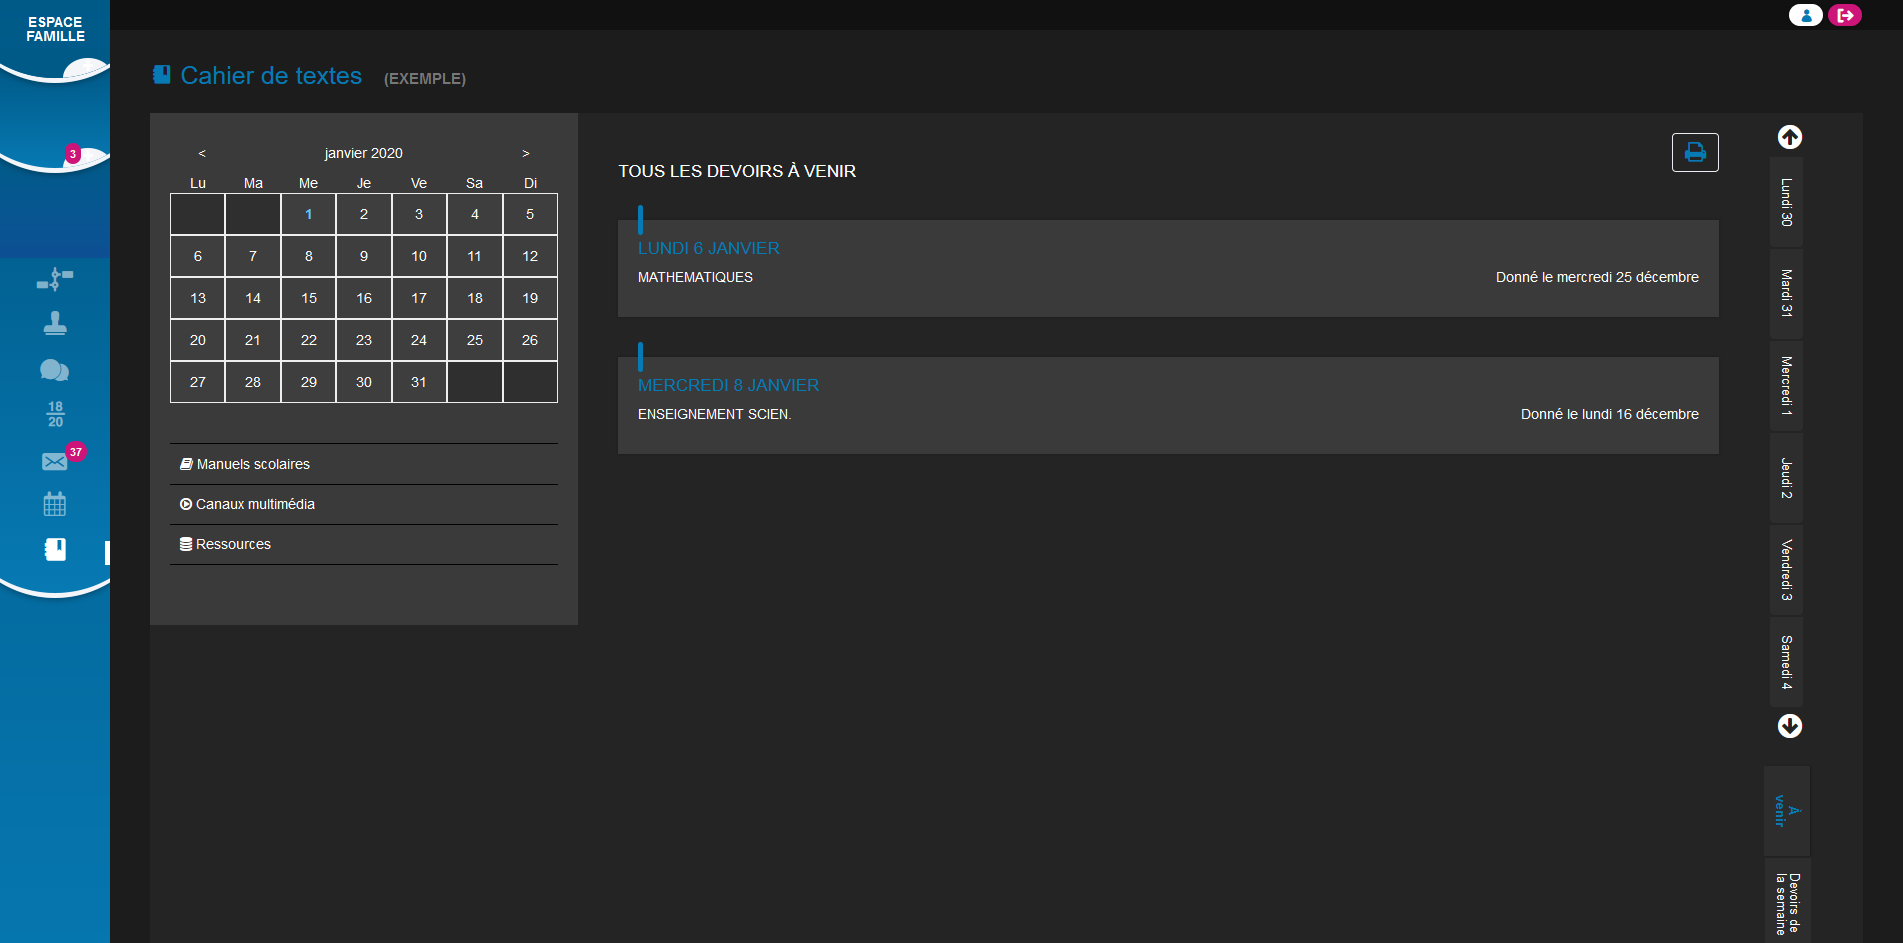 ESPACE
FAMILLE
3
18
20
37
Cahier de textes (EXEMPLE)
< janvier 2020 >
Lu Ma Me Je Ve Sa Di
1 2 3 4 5
6 7 8 9 10 11 12
13 14 15 16 17 18 19
20 21 22 23 24 25 26
27 28 29 30 31
Manuels scolaires
Canaux multimédia
Ressources
TOUS LES DEVOIRS À VENIR
LUNDI 6 JANVIER
MATHEMATIQUES Donné le mercredi 25 décembre
MERCREDI 8 JANVIER
ENSEIGNEMENT SCIEN. Donné le lundi 16 décembre
Lundi 30
Mardi 31
Mercredi 1
Jeudi 2
Vendredi 3
Samedi 4
À
venir
Devoirs de
la semaine